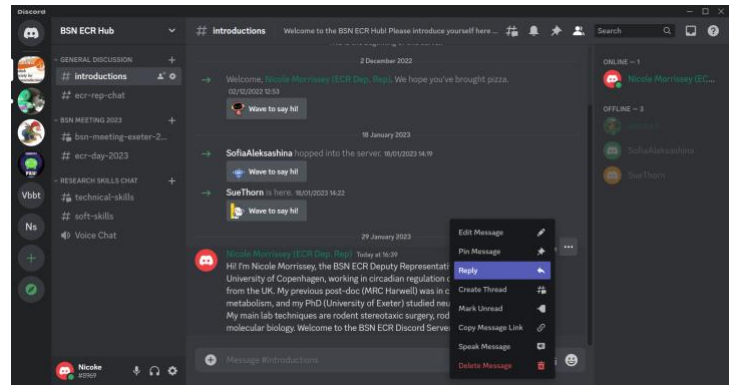 Discord
BSN ECR Hub
introductions
Welcome to the BSN ECR Hub! Please introduce yourself here ...
Search
GENERAL DISCUSSION
introductions
ecr-rep-chat
BSN MEETING 2023
bsn-meeting-exeter-2...
ecr-day-2023
RESEARCH SKILLS CHAT
technical-skills
soft-skills
Voice Chat
Vbbt
Ns
Nicoke
#8969
2 December 2022
Welcome, Nicole Morrissey (ECR Dep. Rep). We hope you've brought pizza.
02/12/2022 12:53
Wave to say hi!
18 January 2023
SofiaAleksashina hopped into the server. 18/01/2023 14:19
Wave to say hi!
SueThorn is here. 18/01/2023 14:22
Wave to say hi!
29 January 2023
Nicole Morrissey (ECR Dep. Rep) Today at 16:39
Hi! I'm Nicole Morrissey, the BSN ECR Deputy Representati
University of Copenhagen, working in circadian regulation
from the UK. My previous post-doc (MRC Harwell) was in c
metabolism, and my PhD (University of Exeter) studied neu
My main lab techniques are rodent stereotaxic surgery, rod
molecular biology. Welcome to the BSN ECR Discord Serve
Message #introductions
Edit Message
Pin Message
Reply
Create Thread
Mark Unread
Copy Message Link
Speak Message
Delete Message
ONLINE – 1
Nicole Morrissey (EC...
OFFLINE – 3
SofiaAleksashina
SueThorn